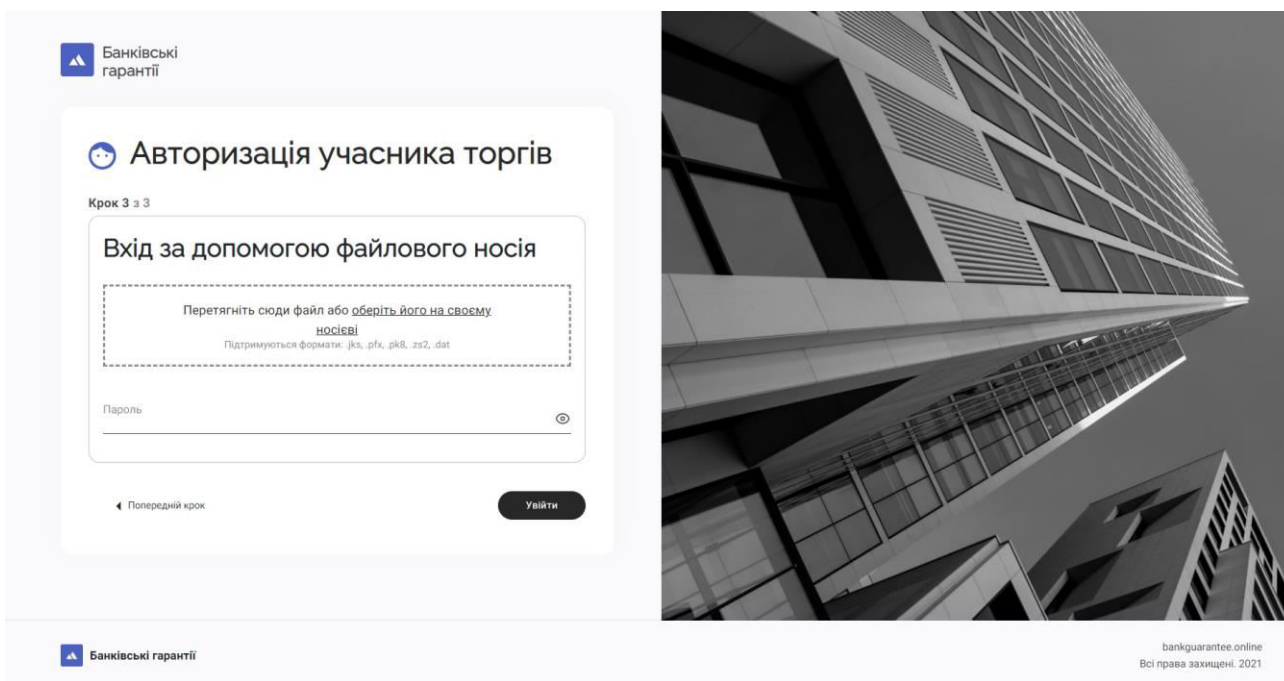 Банківські
гарантії
Авторизація учасника торгів
Крок 3 з 3
Вхід за допомогою файлового носія
Перетягніть сюди файл або оберіть його на своєму
носієві
Підтримуються формати: .jks, .pfx, .pk8, .zs2, .dat
Пароль
Попередній крок
Увійти
Банківські гарантії
bankguarantee.online
Всі права захищені. 2021